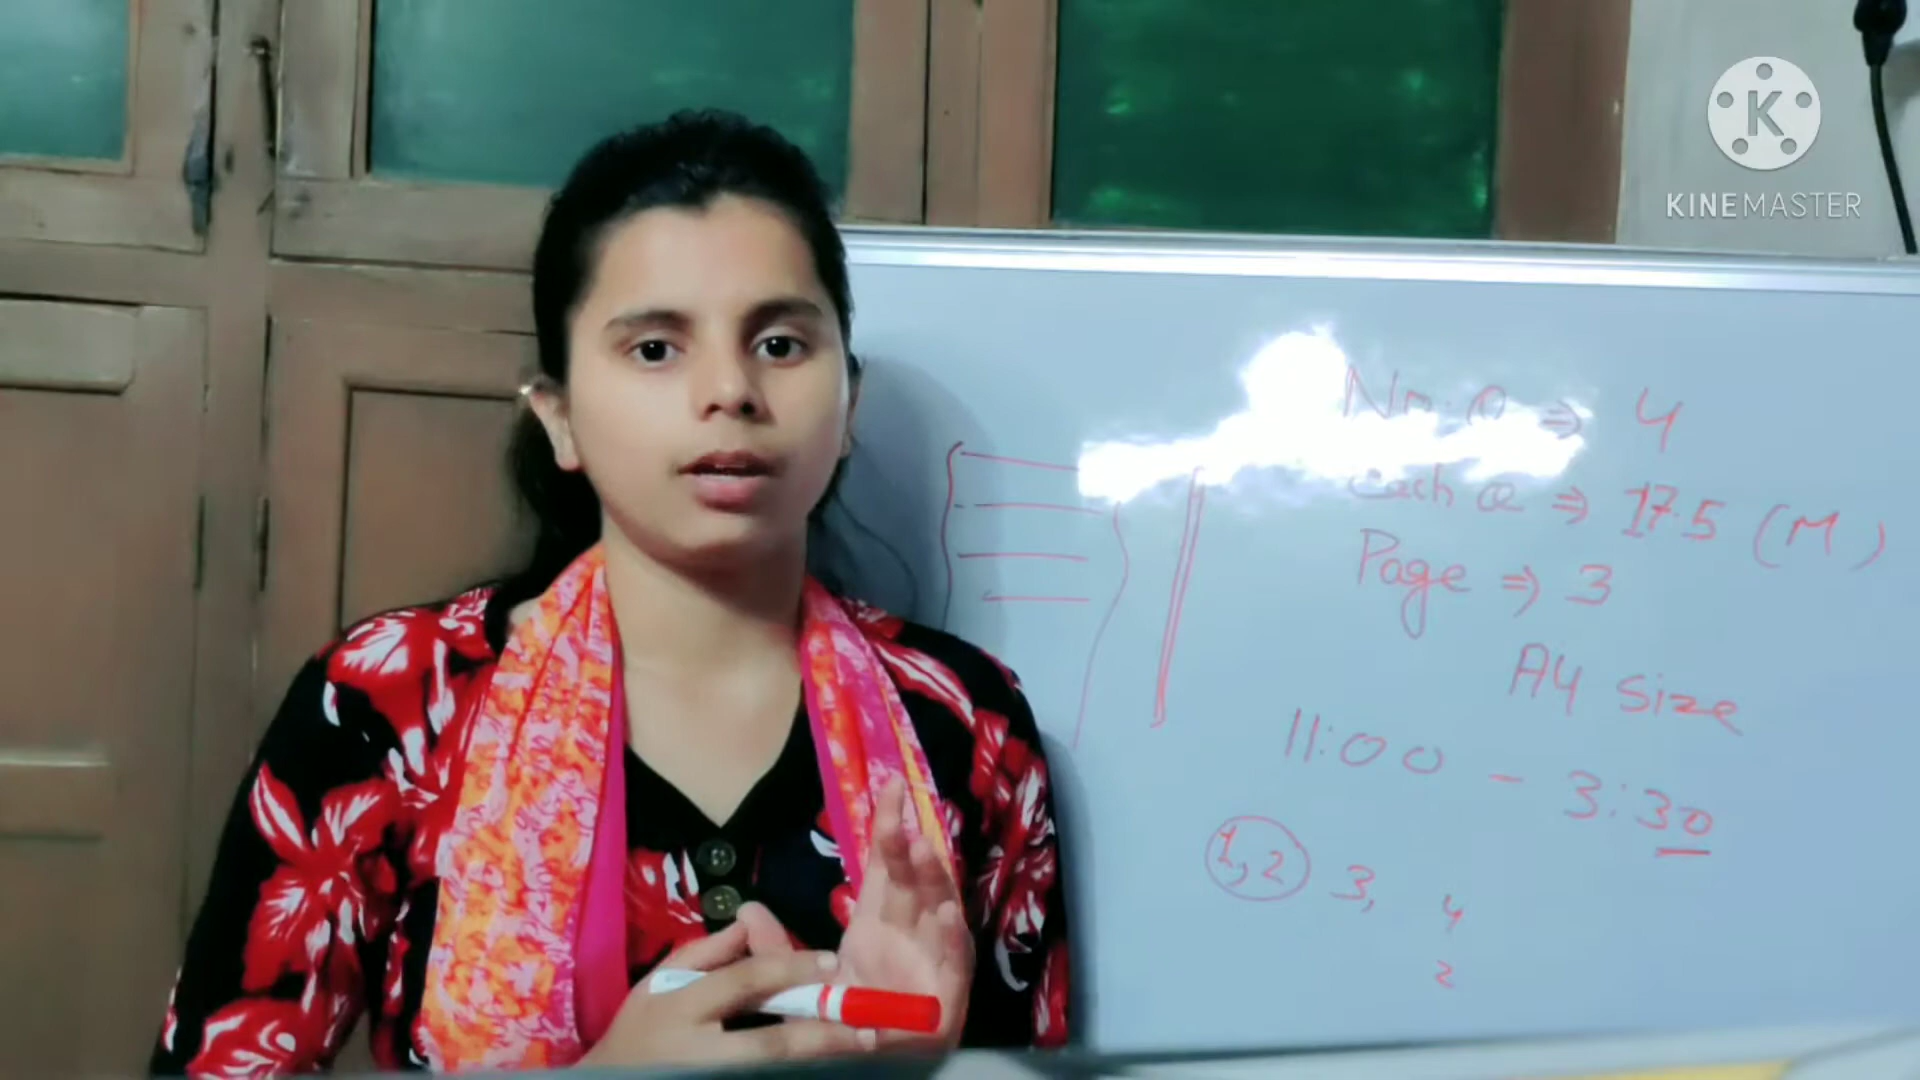 K
KINEMASTER
No. Q ⇒ 4
each Q ⇒ 17.5 (M)
Page ⇒ 3
A4 Size
11:00 - 3:30
1,2 3, 4
2